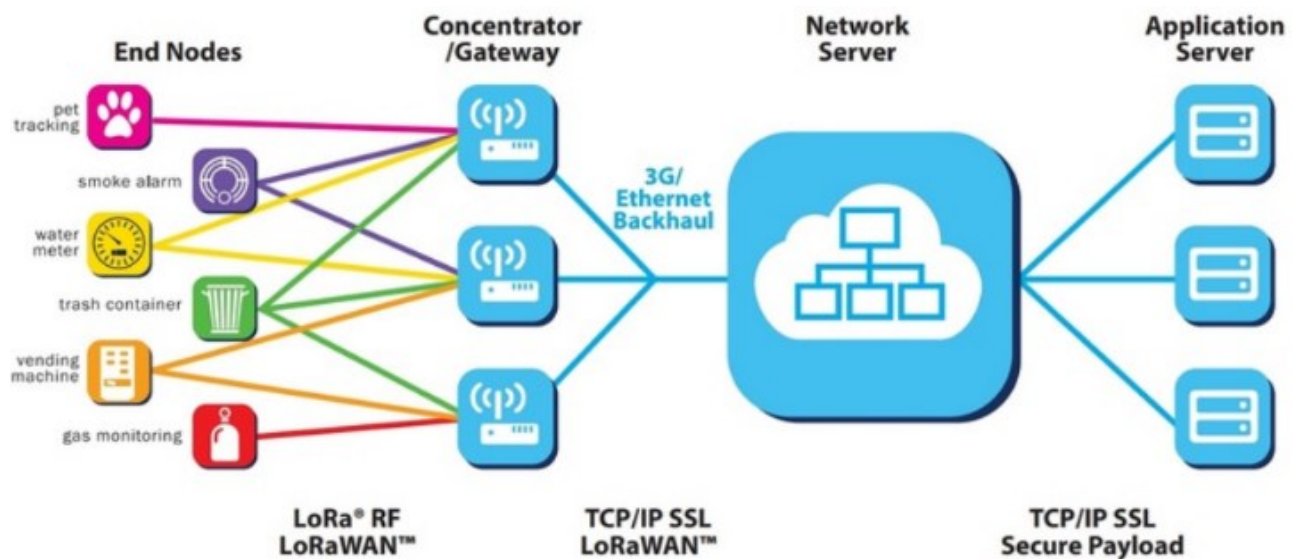 End Nodes
Concentrator
/Gateway
Network
Server
Application
Server
pet
tracking
smoke alarm
water
meter
trash container
vending
machine
gas monitoring
3G/
Ethernet
Backhaul
LoRa® RF
LoRaWAN™
TCP/IP SSL
LoRaWAN™
TCP/IP SSL
Secure Payload